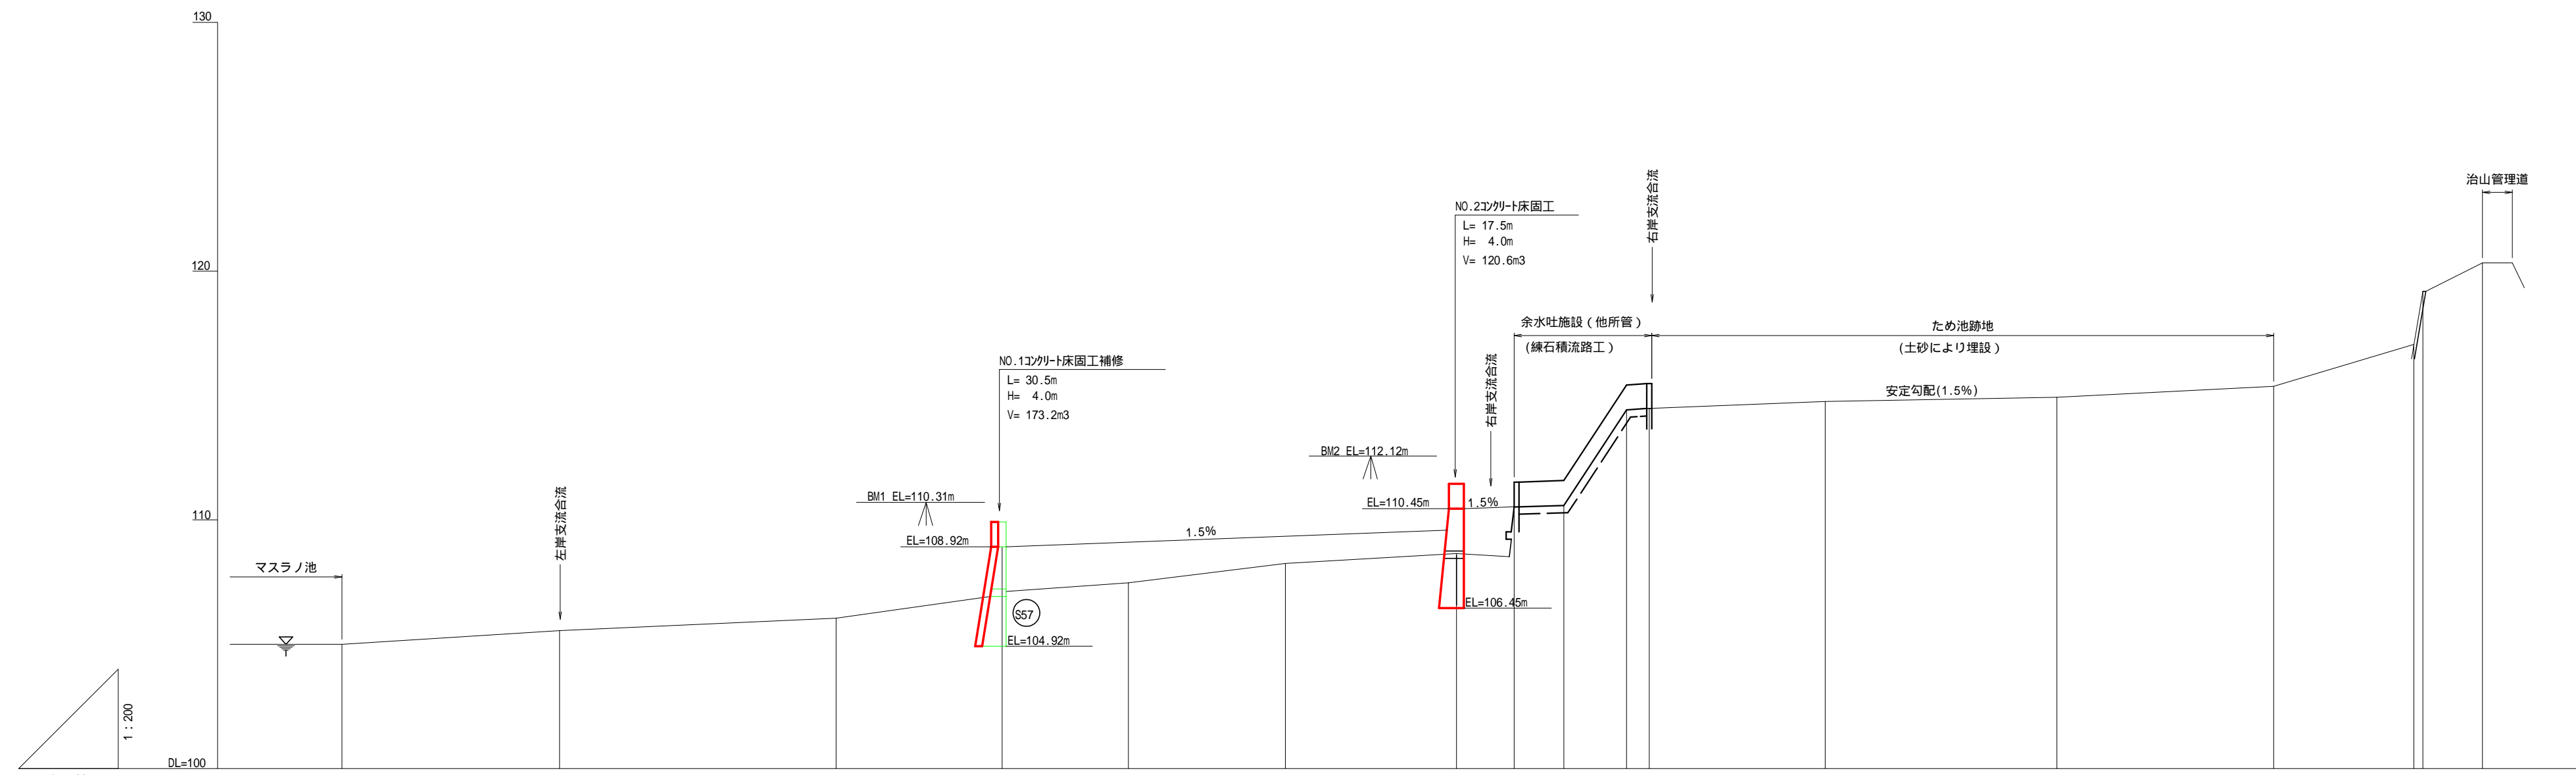 130
120
110
DL=100
1：200
マスラノ池
左岸支流合流
BM1 EL=110.31m
EL=108.92m
NO.1ｺﾝｸﾘｰﾄ床固工補修
L= 30.5m
H= 4.0m
V= 173.2m3
S57
EL=104.92m
1.5%
BM2 EL=112.12m
EL=110.45m
NO.2ｺﾝｸﾘｰﾄ床固工
L= 17.5m
H= 4.0m
V= 120.6m3
1.5%
EL=106.45m
右岸支流合流
余水吐施設（他所管）
(練石積流路工）
右岸支流合流
ため池跡地
(土砂により埋設）
安定勾配(1.5%)
治山管理道